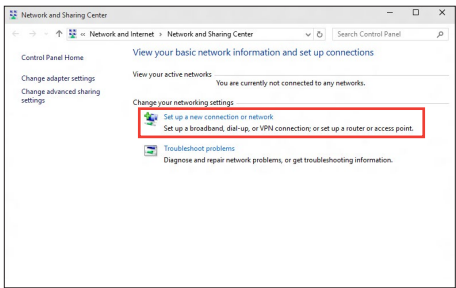 Network and Sharing Center
« Network and Internet › Network and Sharing Center
Search Control Panel
Control Panel Home
Change adapter settings
Change advanced sharing
settings
View your basic network information and set up connections
View your active networks
You are currently not connected to any networks.
Change your networking settings
Set up a new connection or network
Set up a broadband, dial-up, or VPN connection; or set up a router or access point.
Troubleshoot problems
Diagnose and repair network problems, or get troubleshooting information.